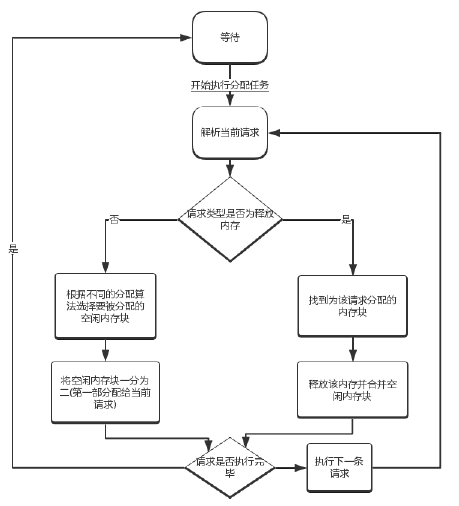 等待
开始执行分配任务
解析当前请求
请求类型是否为释放
内存
否
是
根据不同的分配算
法选择要被分配的
空闲内存块
找到为该请求分配的
内存块
是
将空闲内存块一分为
二(第一部分配给当前
请求)
释放该内存并合并空
闲内存块
请求是否执行完
毕
执行下一条
请求